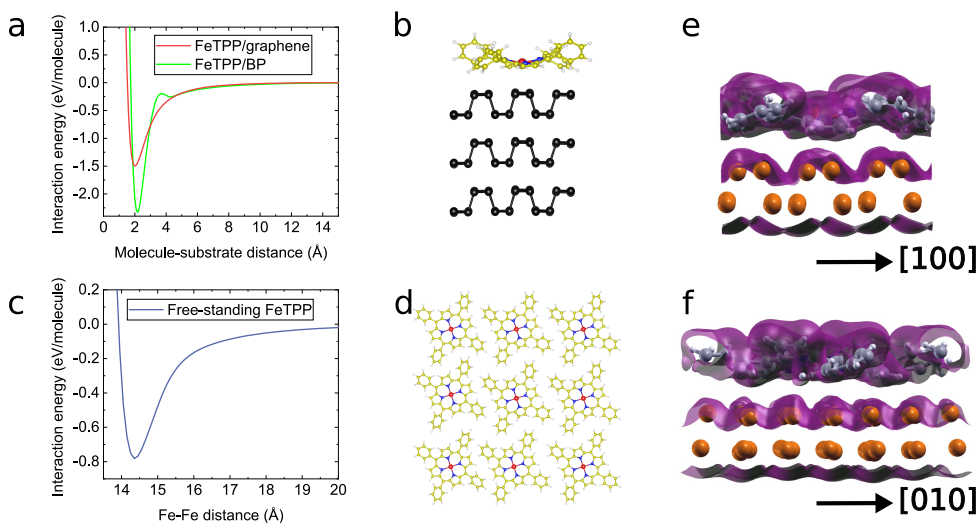 a
Interaction energy (eV/molecule)
1.0
0.5
0.0
-0.5
-1.0
-1.5
-2.0
FeTPP/graphene
FeTPP/BP
0 2 4 6 8 10 12 14
Molecule-substrate distance (Å)
b
c
Interaction energy (eV/molecule)
0.2
0.0
-0.2
-0.4
-0.6
-0.8
Free-standing FeTPP
14 15 16 17 18 19 20
Fe-Fe distance (Å)
d
e
[100]
f
[010]